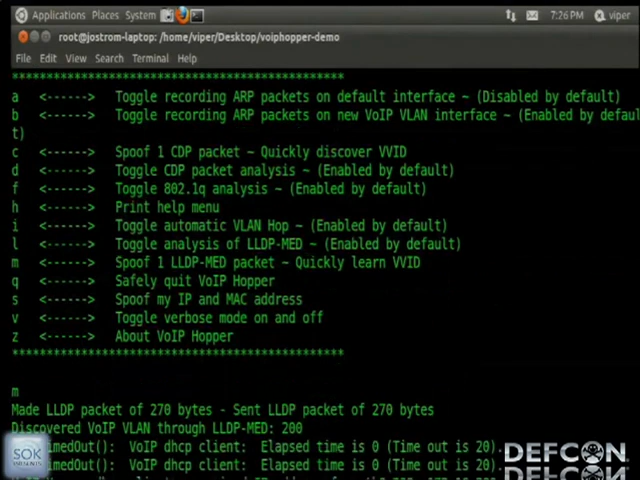 Applications Places System 7:26 PM viper
root@jostrom-laptop: /home/viper/Desktop/voiphopper-demo
File Edit View Search Terminal Help
*****************************************************
a <------> Toggle recording ARP packets on default interface ~ (Disabled by default)
b <------> Toggle recording ARP packets on new VoIP VLAN interface ~ (Enabled by defaul
t)
c <------> Spoof 1 CDP packet ~ Quickly discover VVID
d <------> Toggle CDP packet analysis ~ (Enabled by default)
f <------> Toggle 802.1q analysis ~ (Enabled by default)
h <------> Print help menu
i <------> Toggle automatic VLAN Hop ~ (Enabled by default)
l <------> Toggle analysis of LLDP-MED ~ (Enabled by default)
m <------> Spoof 1 LLDP-MED packet ~ Quickly learn VVID
q <------> Safely quit VoIP Hopper
s <------> Spoof my IP and MAC address
v <------> Toggle verbose mode on and off
z <------> About VoIP Hopper
*****************************************************
m
Made LLDP packet of 270 bytes - Sent LLDP packet of 270 bytes
Discovered VoIP VLAN through LLDP-MED: 200
imedOut(): VoIP dhcp client: Elapsed time is 0 (Time out is 20).
imedOut(): VoIP dhcp client: Elapsed time is 0 (Time out is 20).
SOK
DEFCON